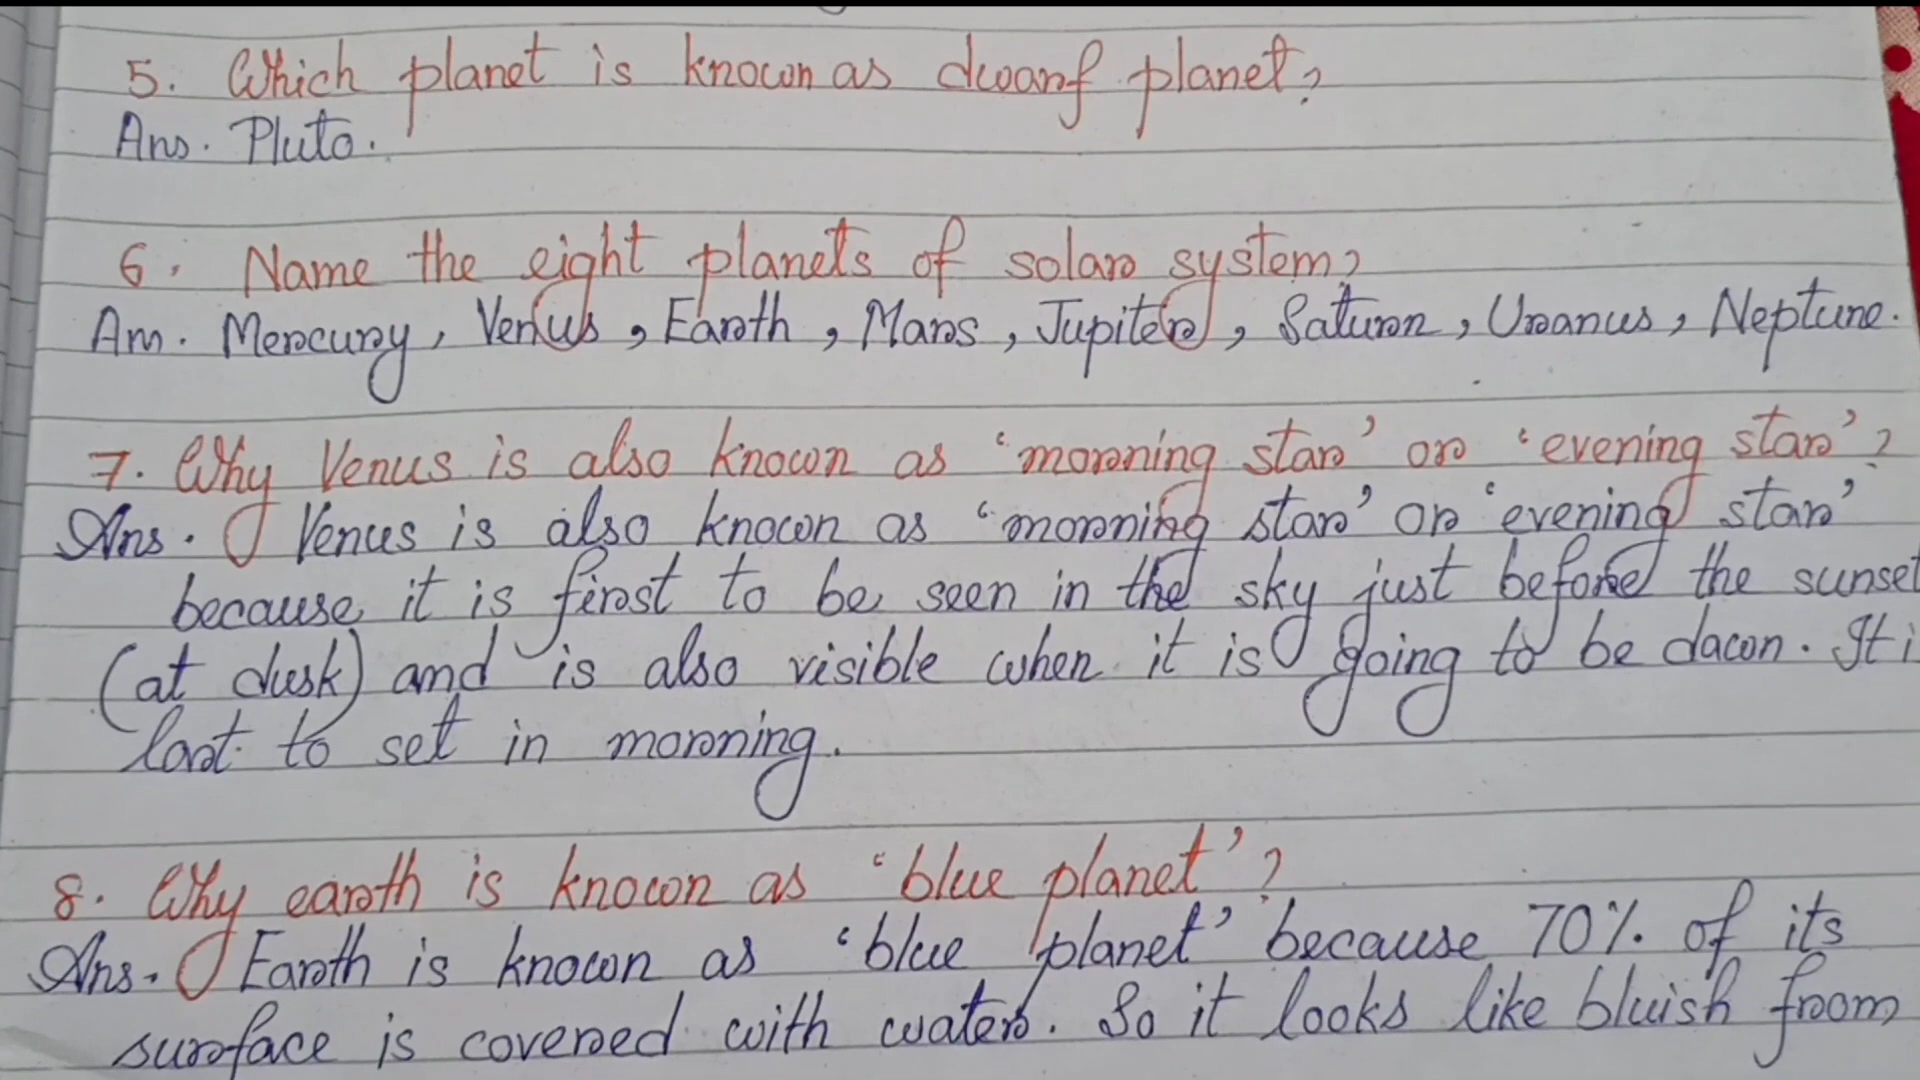 5. Which planet is known as dwarf planet?
Ans. Pluto.
6. Name the eight planets of solar system?
Am. Mercury, Venus, Earth, Mars, Jupiter, Saturn, Uranus, Neptune.
7. Why Venus is also known as 'morning star' or 'evening star'?
Ans. Venus is also known as 'morning star' or 'evening star'
because it is first to be seen in the sky just before the sunset
(at dusk) and is also visible when it is going to be dawn. It i
last to set in morning.
8. Why earth is known as 'blue planet'?
Ans. Earth is known as 'blue planet' because 70% of its
surface is covered with water. So it looks like bluish from